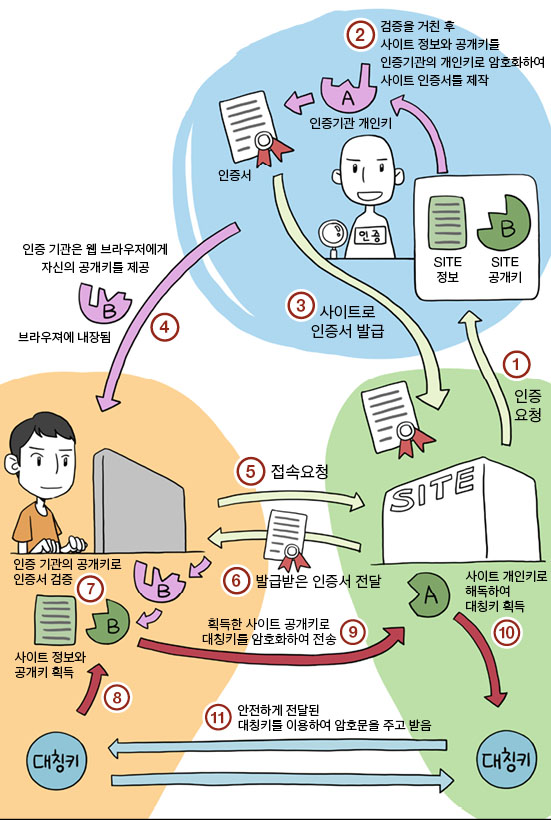 ② 검증을 거친 후
사이트 정보와 공개키를
인증기관의 개인키로 암호화하여
사이트 인증서를 제작
A
인증기관 개인키
인증서
인증
B
SITE
정보
SITE
공개키
인증 기관은 웹 브라우저에게
자신의 공개키를 제공
B
브라우져에 내장됨
④
③ 사이트로
인증서 발급
①
인증
요청
SITE
⑤ 접속요청
⑥ 발급받은 인증서 전달
인증 기관의 공개키로
인증서 검증
⑦
B
B
사이트 정보와
공개키 획득
⑧
획득한 사이트 공개키로
대칭키를 암호화하여 전송 ⑨
A
사이트 개인키로
해독하여
대칭키 획득
⑩
⑪ 안전하게 전달된
대칭키를 이용하여 암호문을 주고 받음
대칭키
대칭키